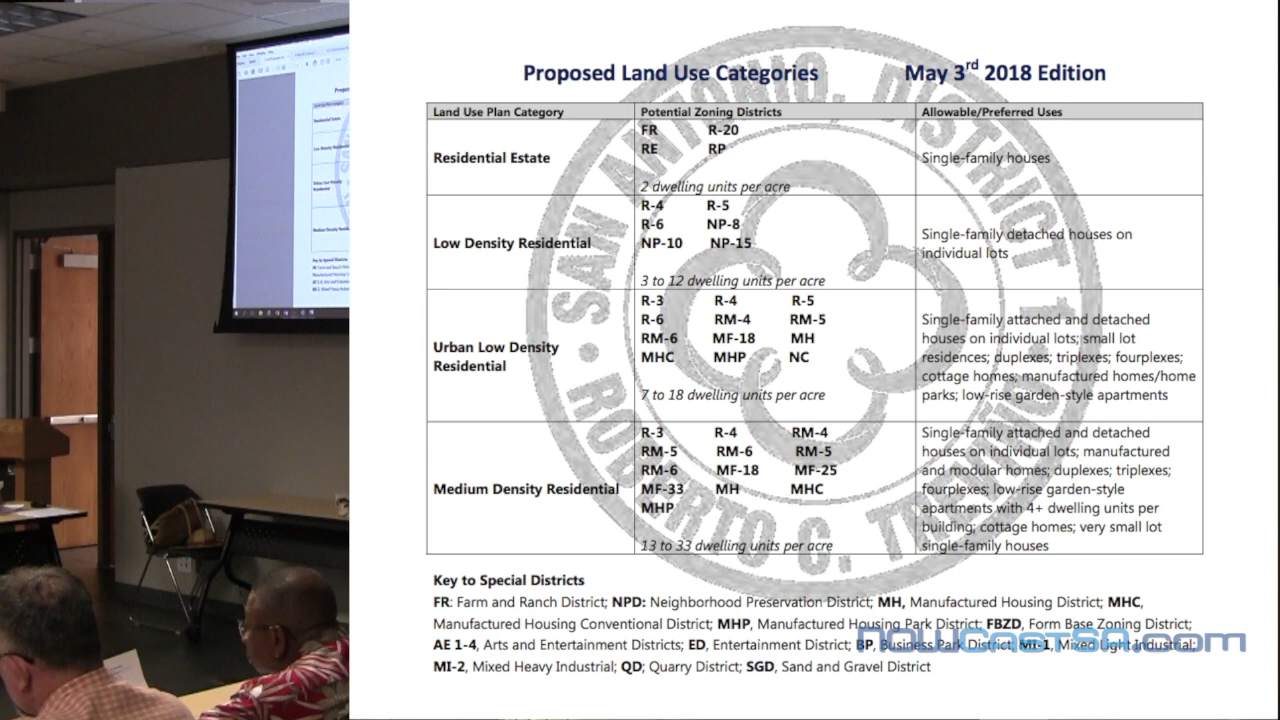 Proposed Land Use Categories May 3rd 2018 Edition
Land Use Plan Category Potential Zoning Districts Allowable/Preferred Uses
Residential Estate
FR R-20
RE RP
2 dwelling units per acre
Single-family houses
Low Density Residential
R-4 R-5
R-6 NP-8
NP-10 NP-15
3 to 12 dwelling units per acre
Single-family detached houses on
individual lots
Urban Low Density
Residential
R-3 R-4 R-5
R-6 RM-4 RM-5
RM-6 MF-18 MH
MHC MHP NC
7 to 18 dwelling units per acre
Single-family attached and detached
houses on individual lots; small lot
residences; duplexes; triplexes; fourplexes;
cottage homes; manufactured homes/home
parks; low-rise garden-style apartments
Medium Density Residential
R-3 R-4 RM-4
RM-5 RM-6 RM-5
RM-6 MF-18 MF-25
MF-33 MH MHC
MHP
13 to 33 dwelling units per acre
Single-family attached and detached
houses on individual lots; manufactured
and modular homes; duplexes; triplexes;
fourplexes; low-rise garden-style
apartments with 4+ dwelling units per
building; cottage homes; very small lot
single-family houses
Key to Special Districts
FR: Farm and Ranch District; NPD: Neighborhood Preservation District; MH, Manufactured Housing District; MHC,
Manufactured Housing Conventional District; MHP, Manufactured Housing Park District; FBZD, Form Base Zoning District;
AE 1-4, Arts and Entertainment Districts; ED, Entertainment District; BP, Business Park District; MI-1, Mixed Light Industrial;
MI-2, Mixed Heavy Industrial; QD; Quarry District; SGD, Sand and Gravel District
SAN ANTONIO, DISTRICT 1
ROBERTO C. TREVIÑO
nowcastsa.com